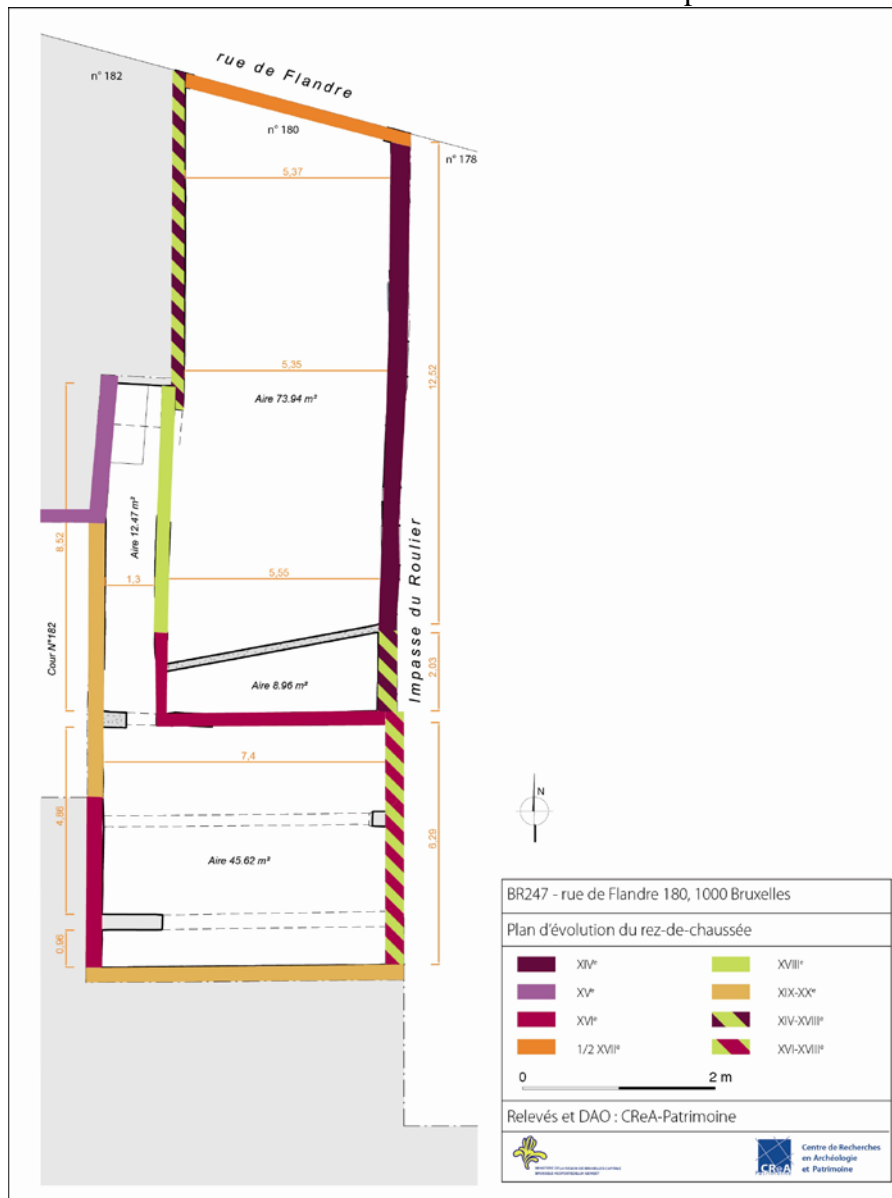 rue de Flandre
n° 182
n° 180
n° 178
5,37
5,35
12,52
Aire 73.94 m²
Aire 12.47 m²
8,52
1,3
5,55
Impasse du Roulier
Cour N°182
2,03
Aire 8.96 m²
7,4
4,86
6,29
N
Aire 45.62 m²
0,96
BR247 - rue de Flandre 180, 1000 Bruxelles
Plan d'évolution du rez-de-chaussée
XIVᵉ
XVIIIᵉ
XVᵉ
XIX-XXᵉ
XVIᵉ
XIV-XVIIIᵉ
1/2 XVIIᵉ
XVI-XVIIIᵉ
0
2 m
Relevés et DAO : CReA-Patrimoine
CReA
PATRIMOINE
Centre de Recherches
en Archéologie
et Patrimoine